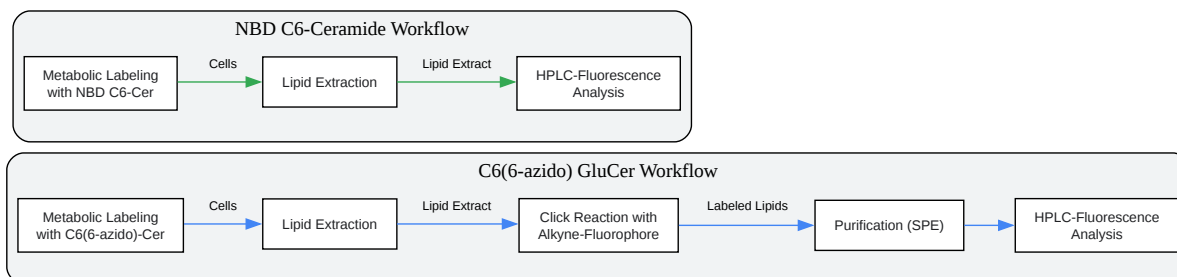 NBD C6-Ceramide Workflow
Metabolic Labeling
with NBD C6-Cer
Cells
Lipid Extraction
Lipid Extract
HPLC-Fluorescence
Analysis
C6(6-azido) GluCer Workflow
Metabolic Labeling
with C6(6-azido)-Cer
Cells
Lipid Extraction
Lipid Extract
Click Reaction with
Alkyne-Fluorophore
Labeled Lipids
Purification (SPE)
HPLC-Fluorescence
Analysis